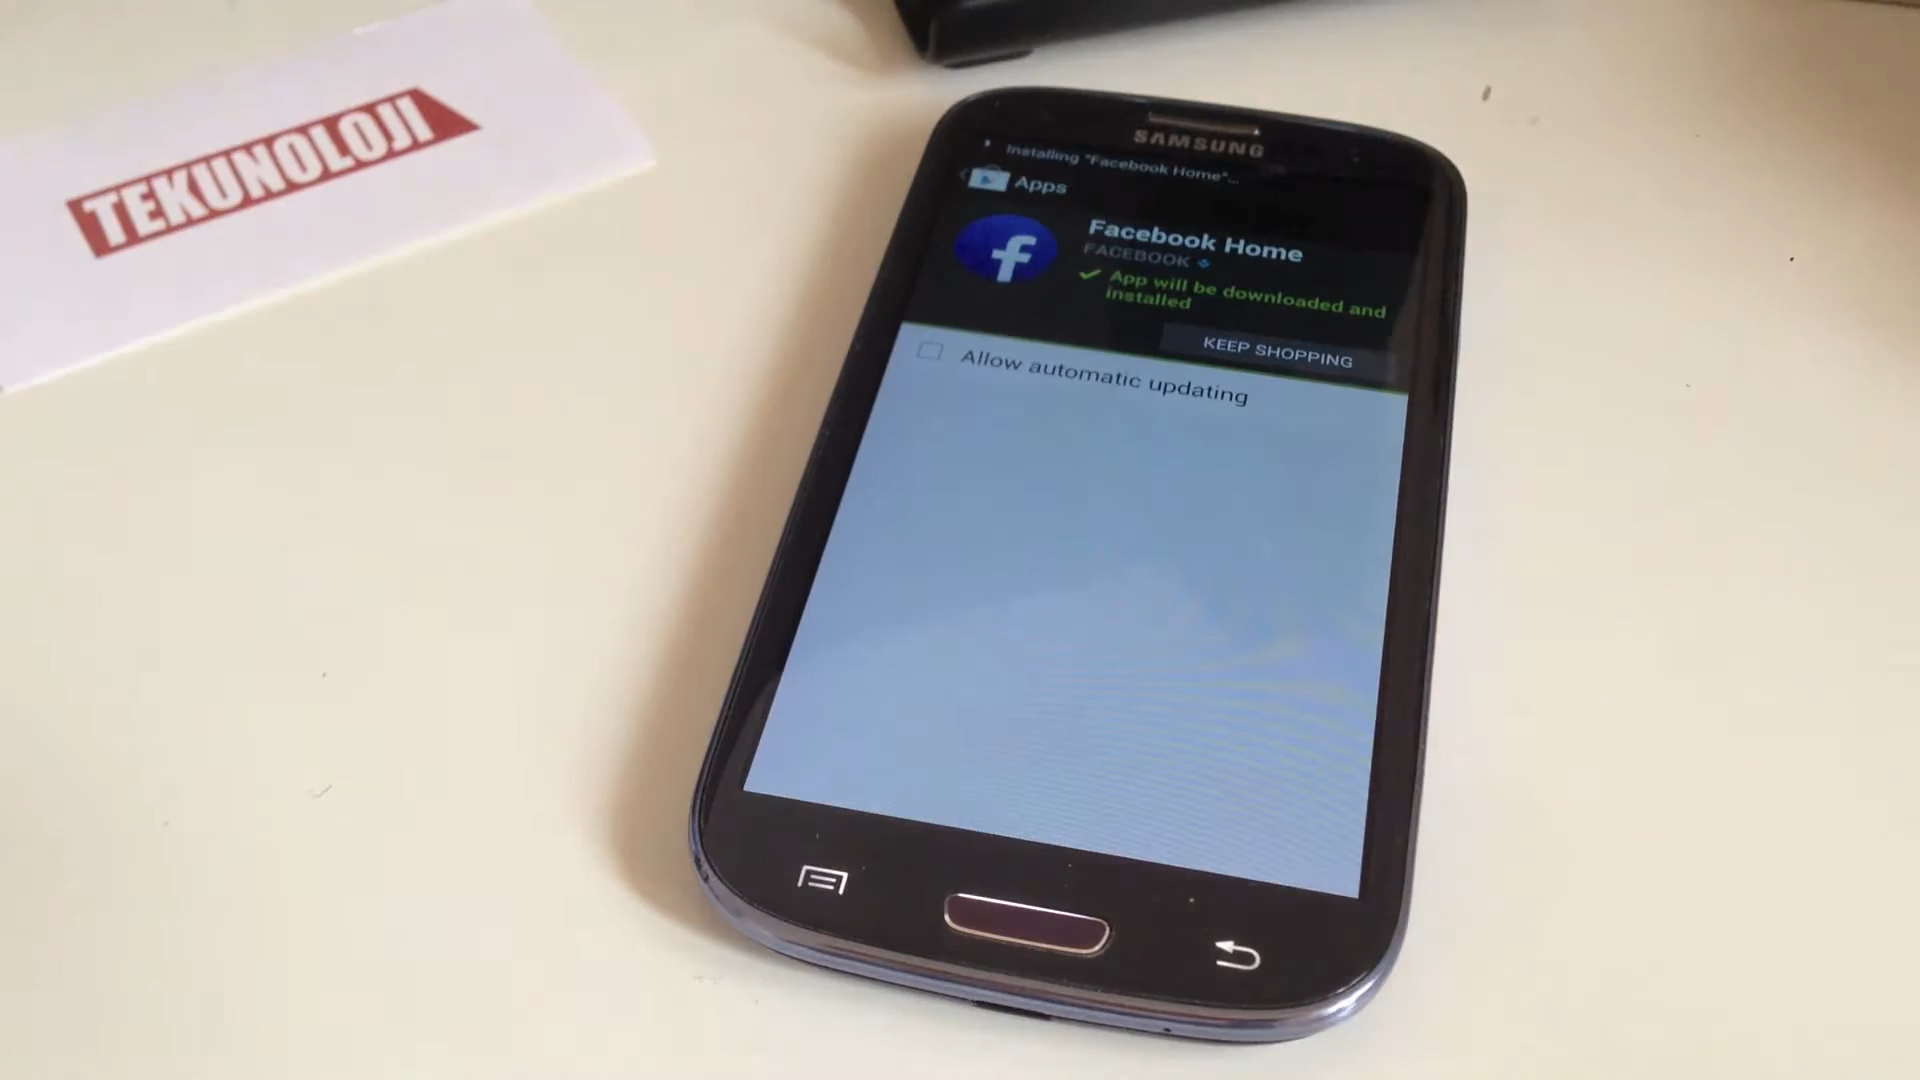 TEKUNOLOJI
SAMSUNG
Installing "Facebook Home"...
Apps
Facebook Home
FACEBOOK
App will be downloaded and
installed
KEEP SHOPPING
Allow automatic updating